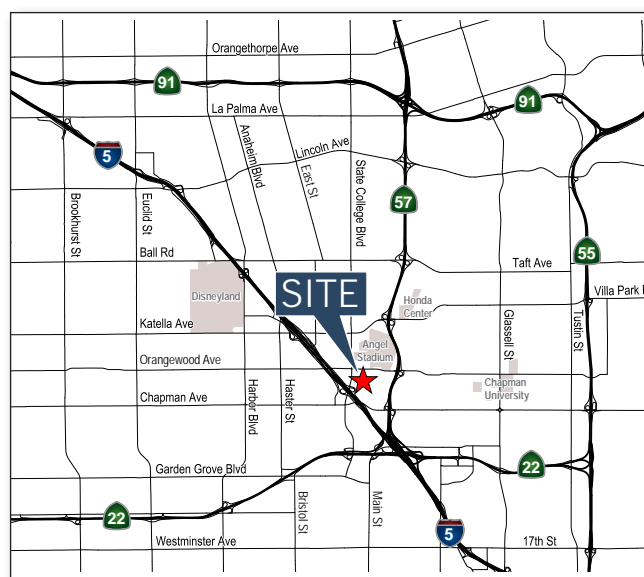 Orangethorpe Ave
91
91
La Palma Ave
Anaheim Blvd
Lincoln Ave
5
East St
State College Blvd
57
Brookhurst St
Euclid St
Ball Rd
55
Taft Ave
Disneyland
SITE
Honda
Center
Villa Park
Katella Ave
Glassell St
Tustin St
Angel
Stadium
Orangewood Ave
Chapman
University
Chapman Ave
Harbor Blvd
Haster St
Garden Grove Blvd
22
Bristol St
Main St
22
5
Westminster Ave
17th St